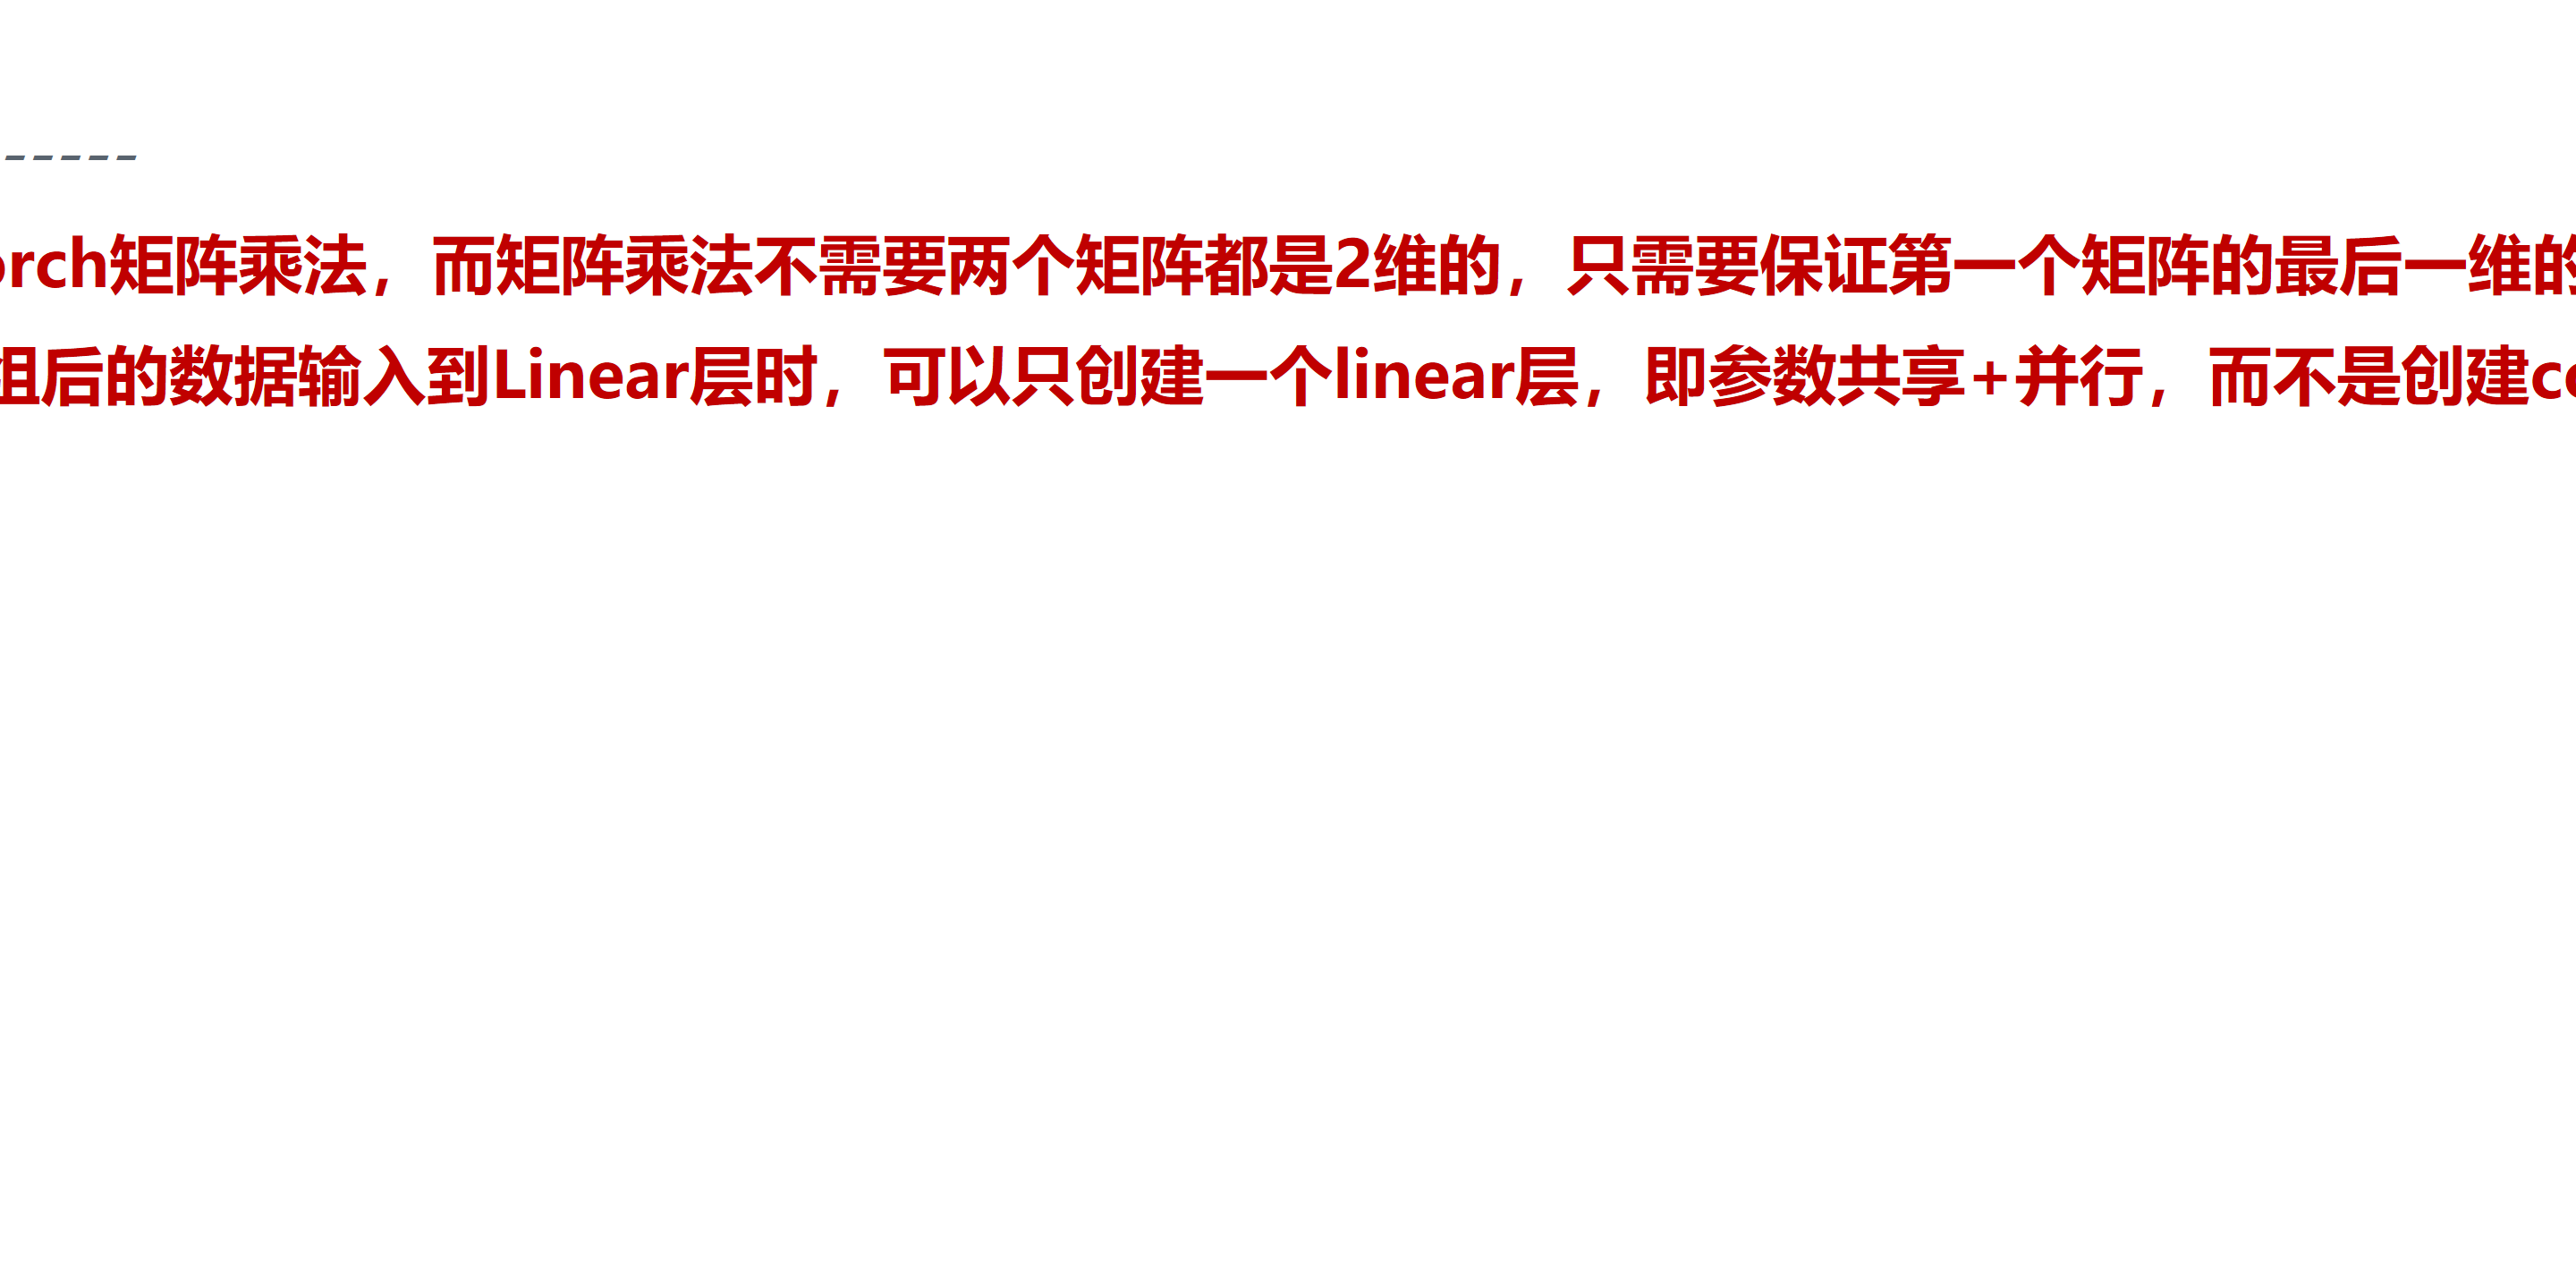 -----
orch矩阵乘法，而矩阵乘法不需要两个矩阵都是2维的，只需要保证第一个矩阵的最后一维的
组后的数据输入到Linear层时，可以只创建一个linear层，即参数共享+并行，而不是创建cc